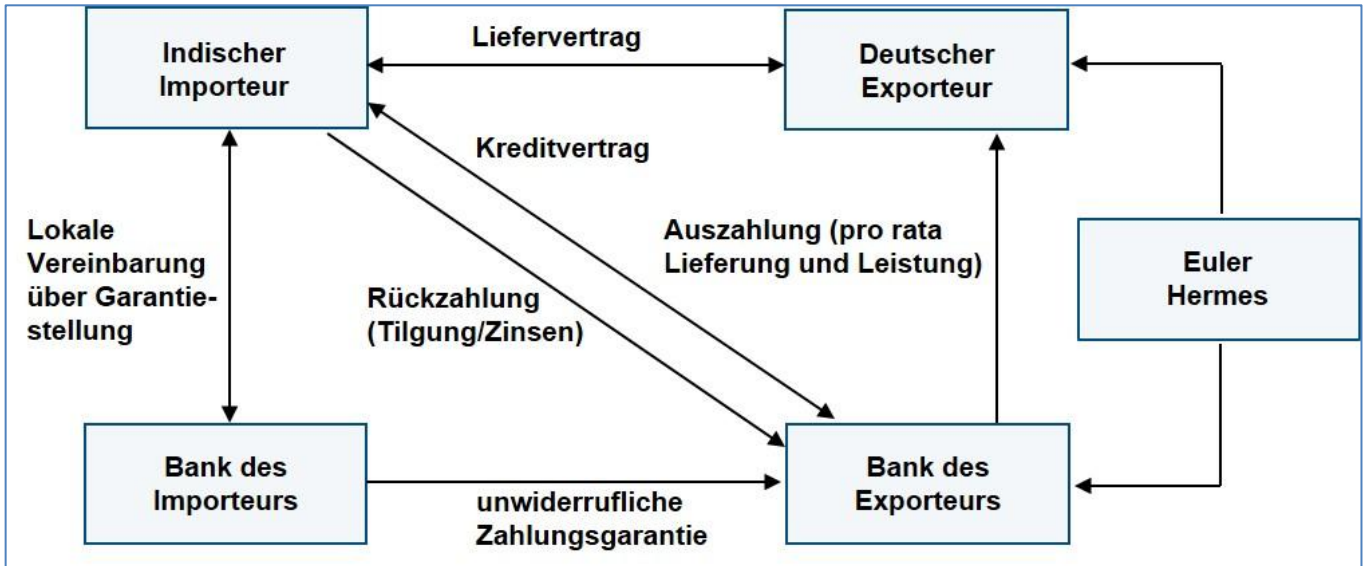 Indischer
Importeur
Liefervertrag
Deutscher
Exporteur
Kreditvertrag
Lokale
Vereinbarung
über Garantie-
stellung
Rückzahlung
(Tilgung/Zinsen)
Auszahlung (pro rata
Lieferung und Leistung)
Euler
Hermes
Bank des
Importeurs
unwiderrufliche
Zahlungsgarantie
Bank des
Exporteurs